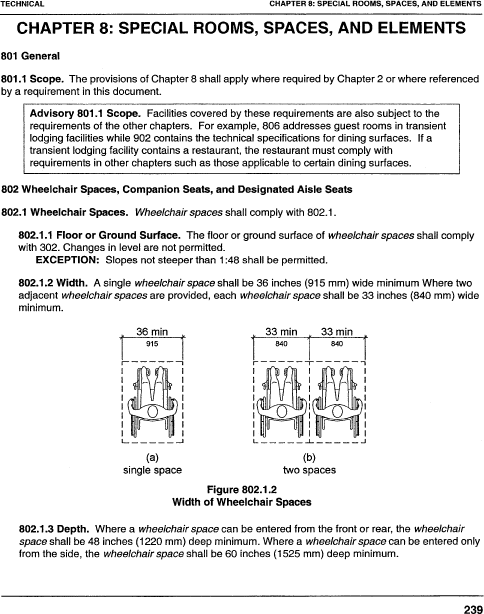 TECHNICAL CHAPTER 8: SPECIAL ROOMS, SPACES, AND ELEMENTS
CHAPTER 8: SPECIAL ROOMS, SPACES, AND ELEMENTS
801 General
801.1 Scope. The provisions of Chapter 8 shall apply where required by Chapter 2 or where referenced
by a requirement in this document.
Advisory 801.1 Scope. Facilities covered by these requirements are also subject to the
requirements of the other chapters. For example, 806 addresses guest rooms in transient
lodging facilities while 902 contains the technical specifications for dining surfaces. If a
transient lodging facility contains a restaurant, the restaurant must comply with
requirements in other chapters such as those applicable to certain dining surfaces.
802 Wheelchair Spaces, Companion Seats, and Designated Aisle Seats
802.1 Wheelchair Spaces. Wheelchair spaces shall comply with 802.1.
802.1.1 Floor or Ground Surface. The floor or ground surface of wheelchair spaces shall comply
with 302. Changes in level are not permitted.
EXCEPTION: Slopes not steeper than 1:48 shall be permitted.
802.1.2 Width. A single wheelchair space shall be 36 inches (915 mm) wide minimum Where two
adjacent wheelchair spaces are provided, each wheelchair space shall be 33 inches (840 mm) wide
minimum.
36 min 33 min 33 min
915 840 840
(a) (b)
single space two spaces
Figure 802.1.2
Width of Wheelchair Spaces
802.1.3 Depth. Where a wheelchair space can be entered from the front or rear, the wheelchair
space shall be 48 inches (1220 mm) deep minimum. Where a wheelchair space can be entered only
from the side, the wheelchair space shall be 60 inches (1525 mm) deep minimum.
239